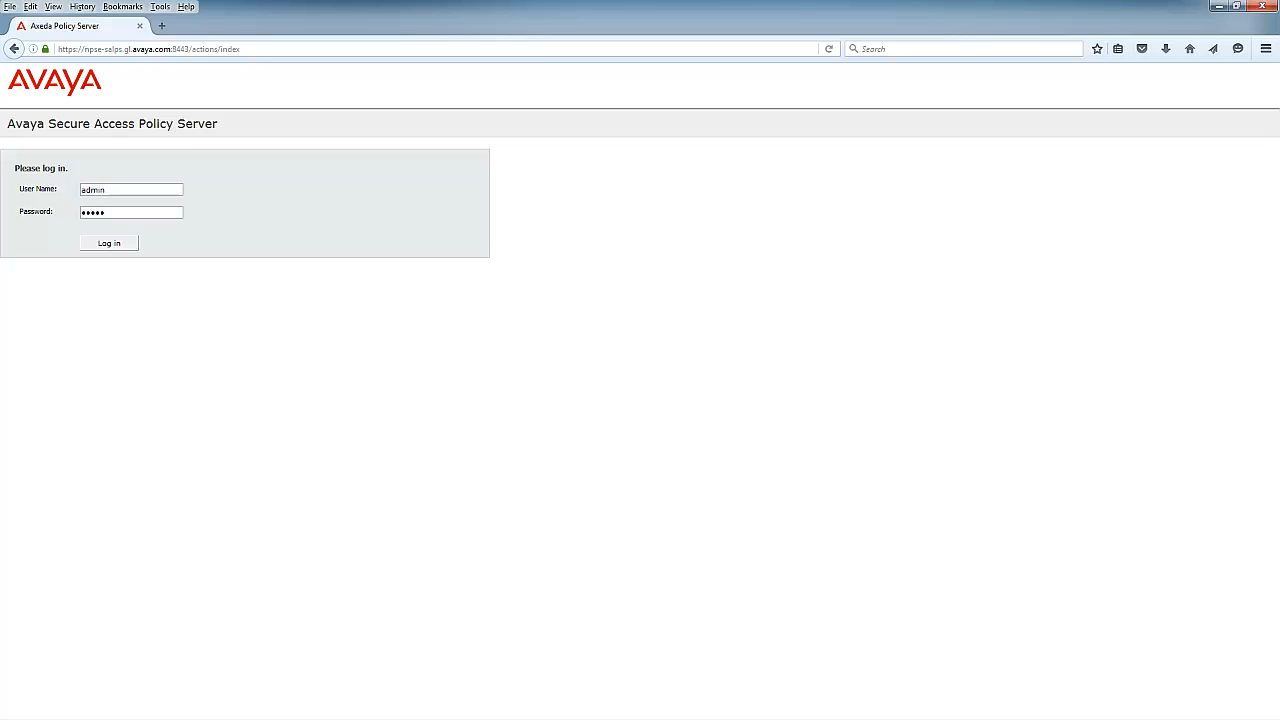 File Edit View History Bookmarks Tools Help
Axeda Policy Server
https://npse-salps.gl.avaya.com:8443/actions/index
Search
AVAYA
Avaya Secure Access Policy Server
Please log in.
User Name: admin
Password: •••••
Log in